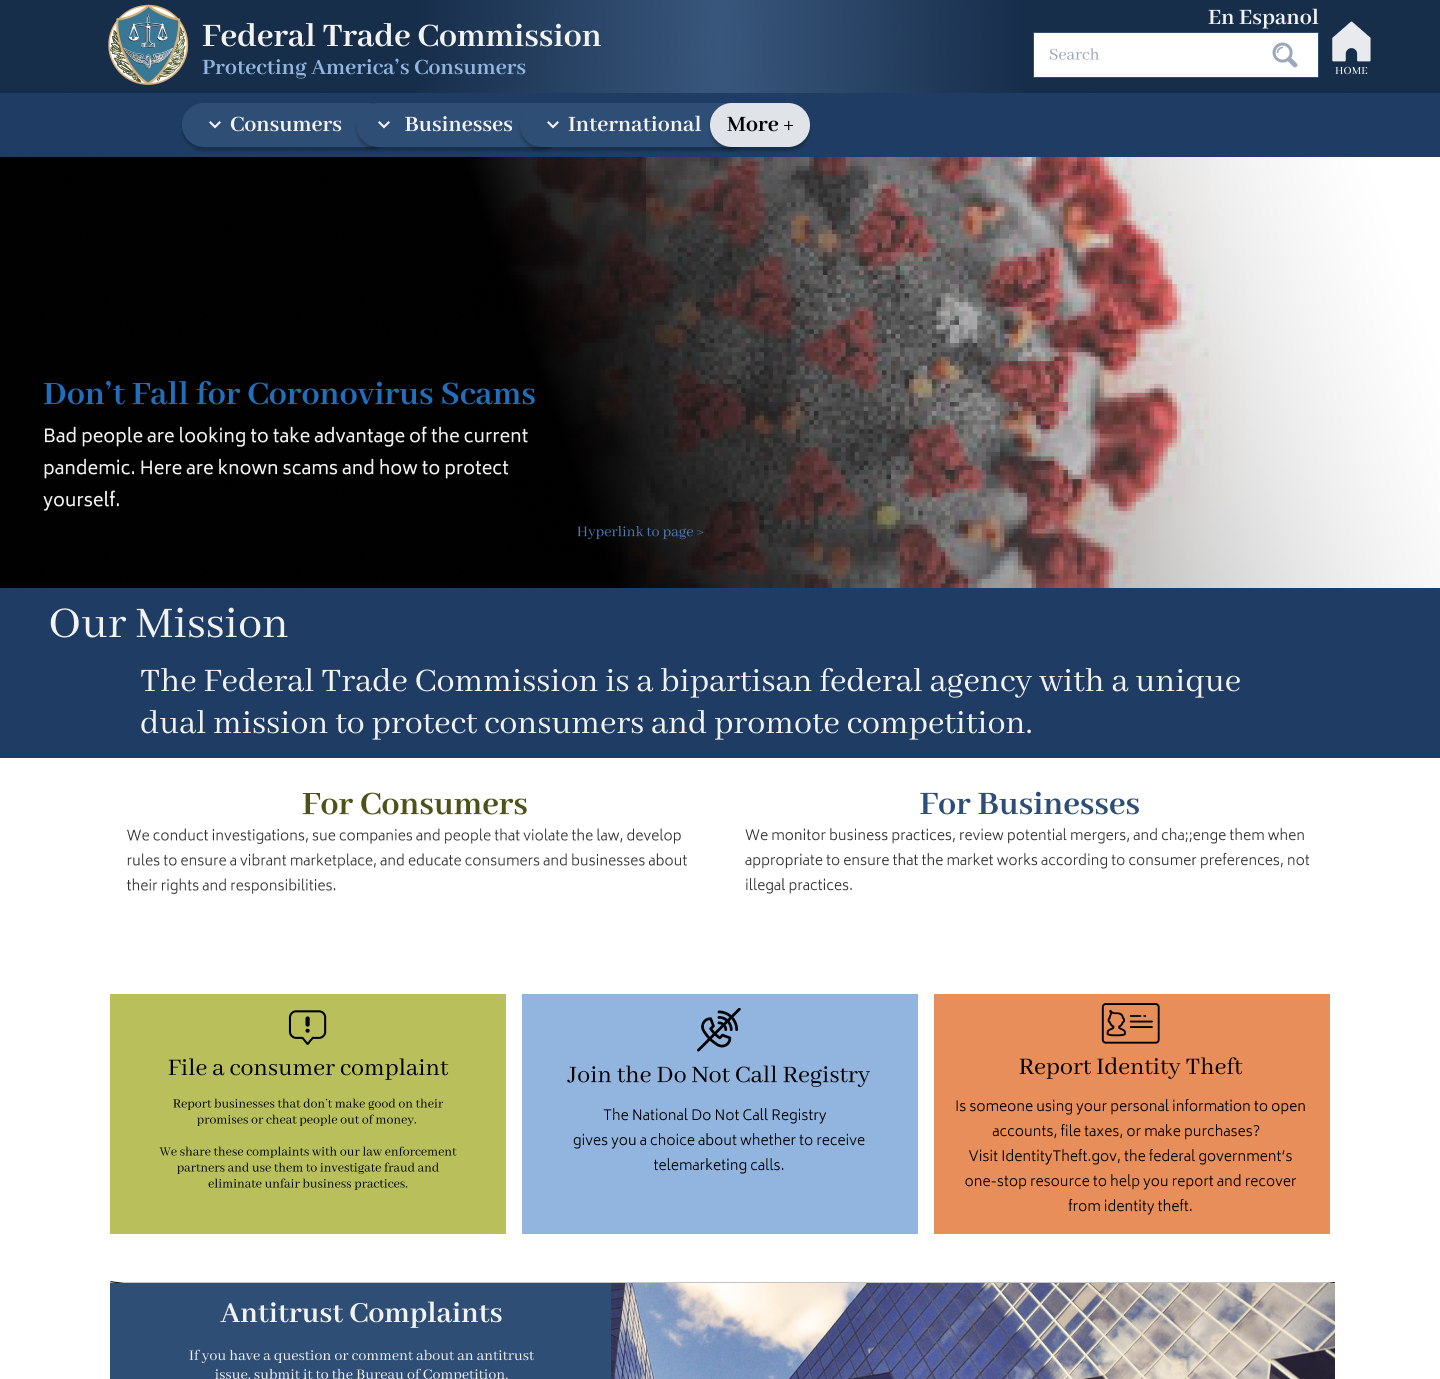 Federal Trade Commission
Protecting America's Consumers
En Espanol
Search
HOME
Consumers
Businesses
International
More +
Don't Fall for Coronovirus Scams
Bad people are looking to take advantage of the current
pandemic. Here are known scams and how to protect
yourself.
Hyperlink to page >
Our Mission
The Federal Trade Commission is a bipartisan federal agency with a unique
dual mission to protect consumers and promote competition.
For Consumers
We conduct investigations, sue companies and people that violate the law, develop
rules to ensure a vibrant marketplace, and educate consumers and businesses about
their rights and responsibilities.
For Businesses
We monitor business practices, review potential mergers, and cha;;enge them when
appropriate to ensure that the market works according to consumer preferences, not
illegal practices.
File a consumer complaint
Report businesses that don't make good on their
promises or cheat people out of money.
We share these complaints with our law enforcement
partners and use them to investigate fraud and
eliminate unfair business practices.
Join the Do Not Call Registry
The National Do Not Call Registry
gives you a choice about whether to receive
telemarketing calls.
Report Identity Theft
Is someone using your personal information to open
accounts, file taxes, or make purchases?
Visit IdentityTheft.gov, the federal government's
one-stop resource to help you report and recover
from identity theft.
Antitrust Complaints
If you have a question or comment about an antitrust
issue, submit it to the Bureau of Competition.